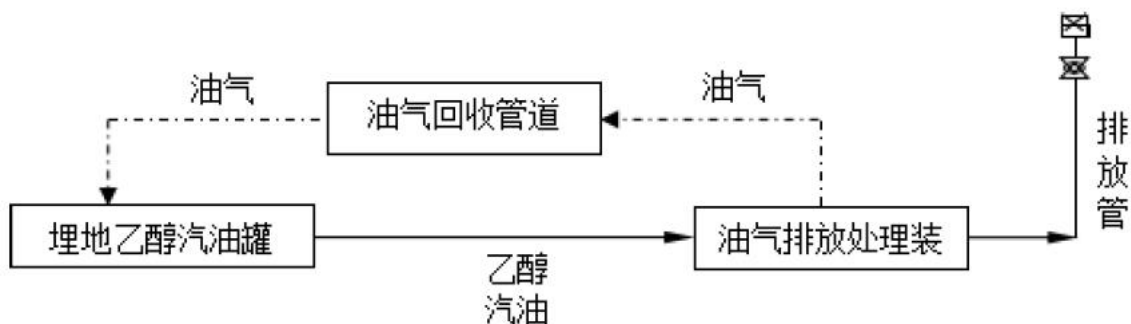 油气
油气回收管道
油气
排
放
管
埋地乙醇汽油罐
油气排放处理装
乙醇
汽油